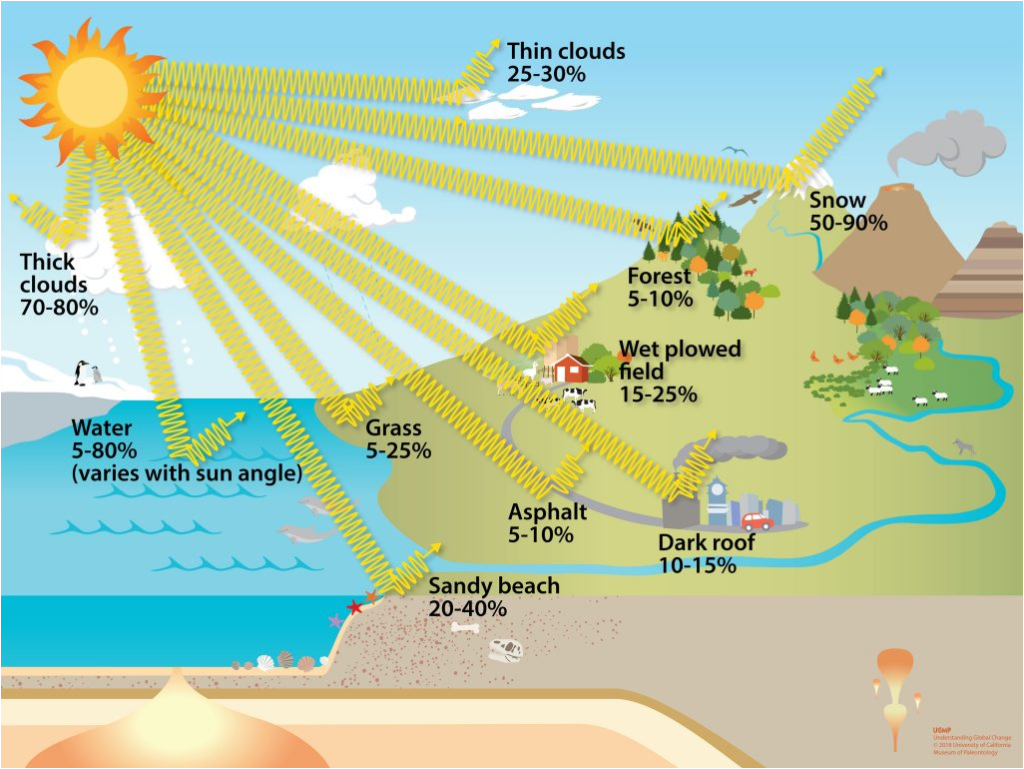 Thin clouds
25-30%
Snow
50-90%
Thick
clouds
70-80%
Forest
5-10%
Wet plowed
field
15-25%
Water
5-80%
(varies with sun angle)
Grass
5-25%
Asphalt
5-10%
Dark roof
10-15%
Sandy beach
20-40%
UCMP
Understanding Global Change
© 2018 University of California
Museum of Paleontology